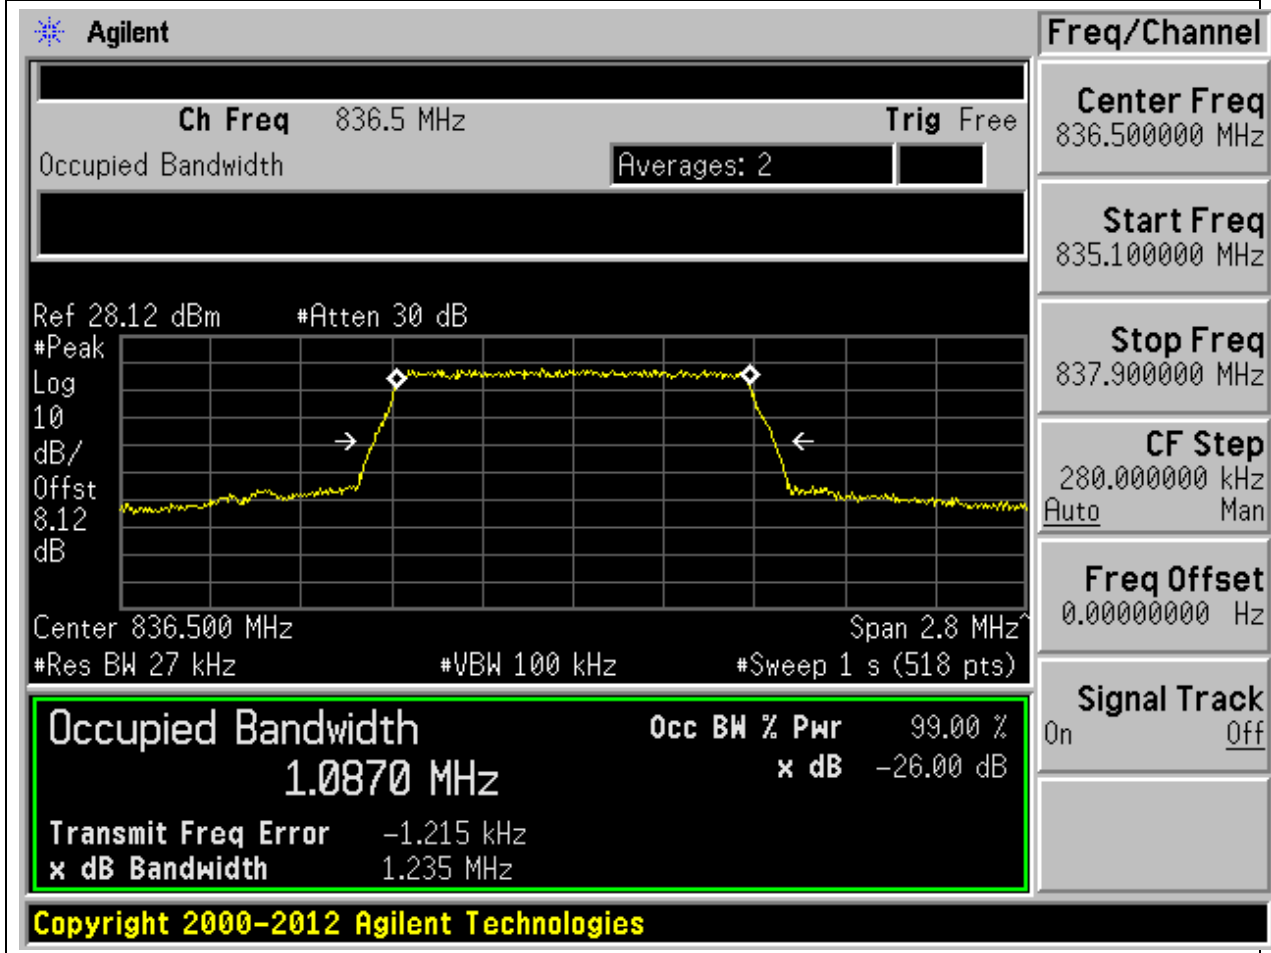 Agilent
Freq/Channel
Ch Freq 836.5 MHz Trig Free
Occupied Bandwidth Averages: 2
Ref 28.12 dBm #Atten 30 dB
#Peak
Log
10
dB/
Offst
8.12
dB
Center 836.500 MHz Span 2.8 MHz^
#Res BW 27 kHz #VBW 100 kHz #Sweep 1 s (518 pts)
Occupied Bandwidth
1.0870 MHz
Occ BW % Pwr 99.00 %
x dB -26.00 dB
Transmit Freq Error -1.215 kHz
x dB Bandwidth 1.235 MHz
Center Freq
836.500000 MHz
Start Freq
835.100000 MHz
Stop Freq
837.900000 MHz
CF Step
280.000000 kHz
Auto Man
Freq Offset
0.00000000 Hz
Signal Track
On Off
Copyright 2000-2012 Agilent Technologies